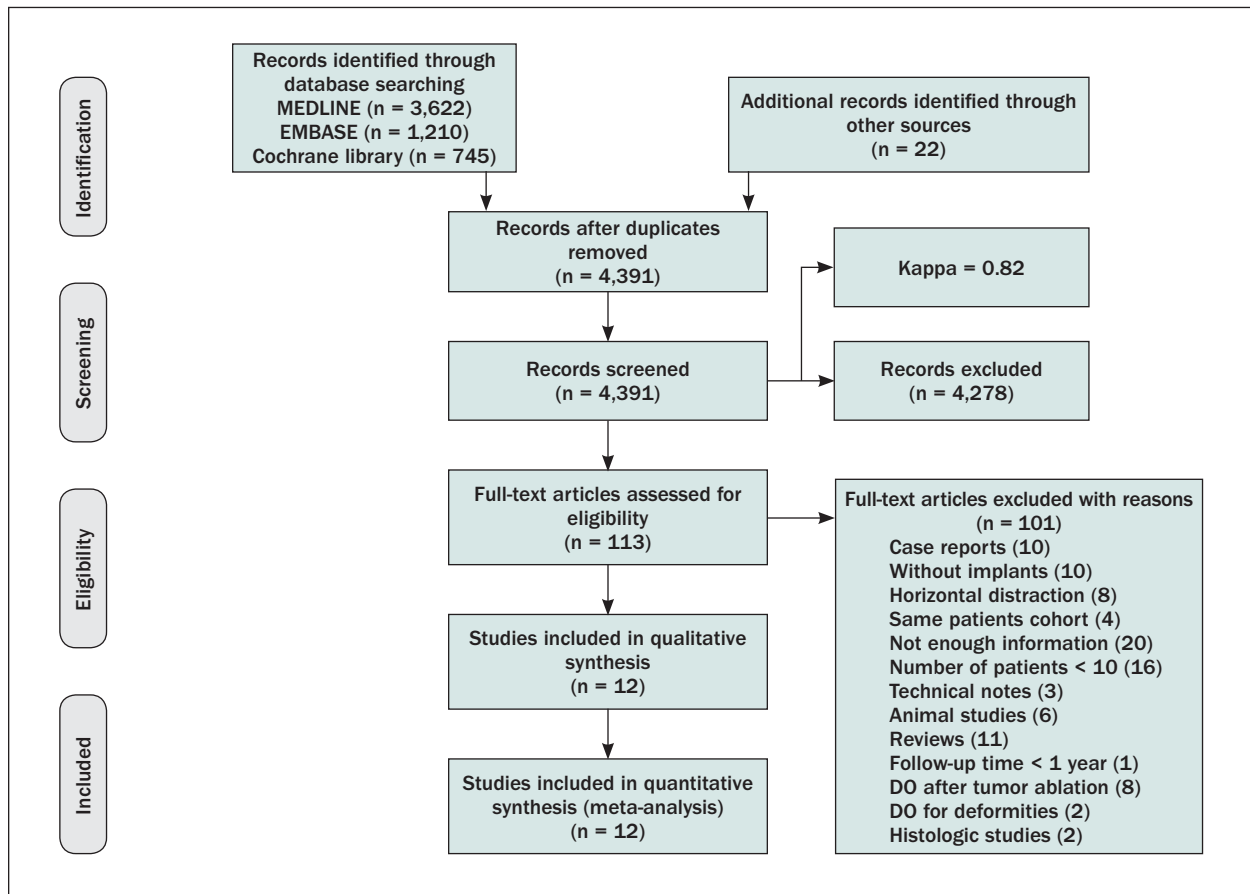 Identification
Records identified through
database searching
MEDLINE (n = 3,622)
EMBASE (n = 1,210)
Cochrane library (n = 745)
Additional records identified through
other sources
(n = 22)
Records after duplicates
removed
(n = 4,391)
Kappa = 0.82
Screening
Records screened
(n = 4,391)
Records excluded
(n = 4,278)
Eligibility
Full-text articles assessed for
eligibility
(n = 113)
Full-text articles excluded with reasons
(n = 101)
Case reports (10)
Without implants (10)
Horizontal distraction (8)
Same patients cohort (4)
Not enough information (20)
Number of patients < 10 (16)
Technical notes (3)
Animal studies (6)
Reviews (11)
Follow-up time < 1 year (1)
DO after tumor ablation (8)
DO for deformities (2)
Histologic studies (2)
Studies included in qualitative
synthesis
(n = 12)
Included
Studies included in quantitative
synthesis (meta-analysis)
(n = 12)